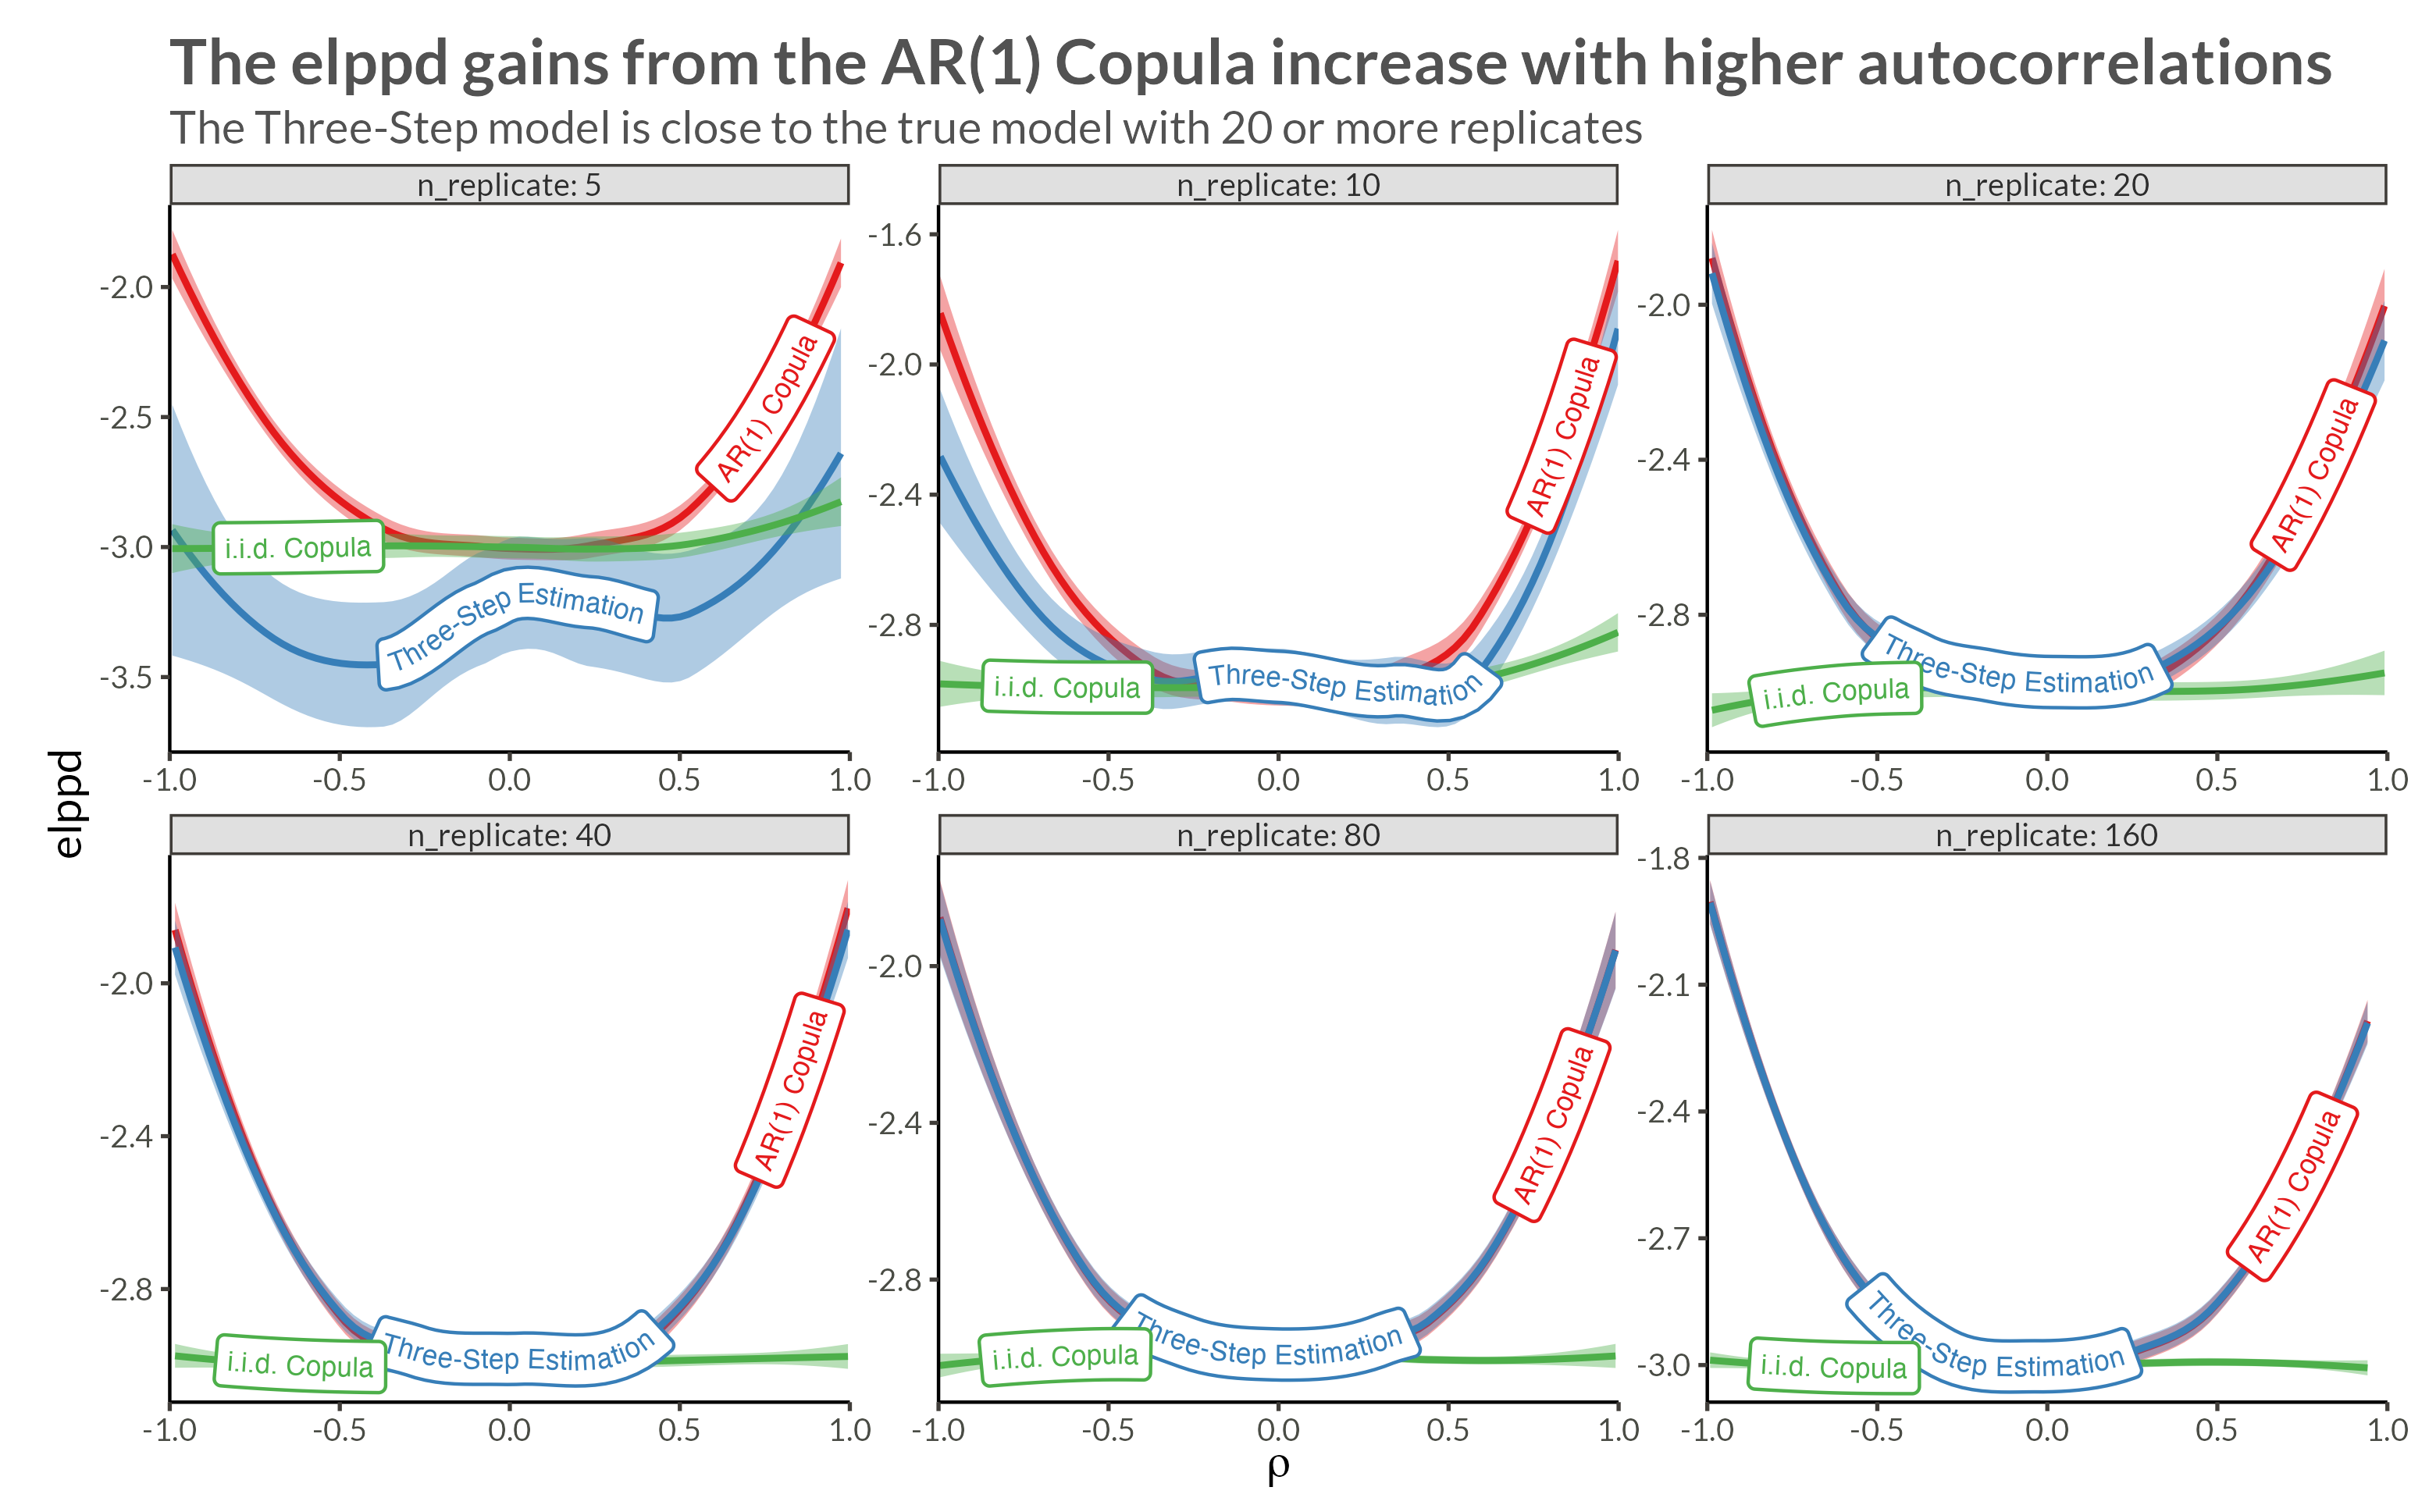 The elppd gains from the AR(1) Copula increase with higher autocorrelations
The Three-Step model is close to the true model with 20 or more replicates
n_replicate: 5
-2.0
-2.5
-3.0
-3.5
AR(1) Copula
i.i.d. Copula
Three-Step Estimation
-1.0 -0.5 0.0 0.5 1.0
n_replicate: 10
-1.6
-2.0
-2.4
-2.8
AR(1) Copula
i.i.d. Copula
Three-Step Estimation
-1.0 -0.5 0.0 0.5 1.0
n_replicate: 20
-2.0
-2.4
-2.8
AR(1) Copula
Three-Step Estimation
i.i.d. Copula
-1.0 -0.5 0.0 0.5 1.0
elppd
n_replicate: 40
-2.0
-2.4
-2.8
AR(1) Copula
Three-Step Estimation
i.i.d. Copula
-1.0 -0.5 0.0 0.5 1.0
n_replicate: 80
-2.0
-2.4
-2.8
AR(1) Copula
Three-Step Estimation
i.i.d. Copula
-1.0 -0.5 0.0 0.5 1.0
n_replicate: 160
-1.8
-2.1
-2.4
-2.7
-3.0
AR(1) Copula
Three-Step Estimation
i.i.d. Copula
-1.0 -0.5 0.0 0.5 1.0
ρ